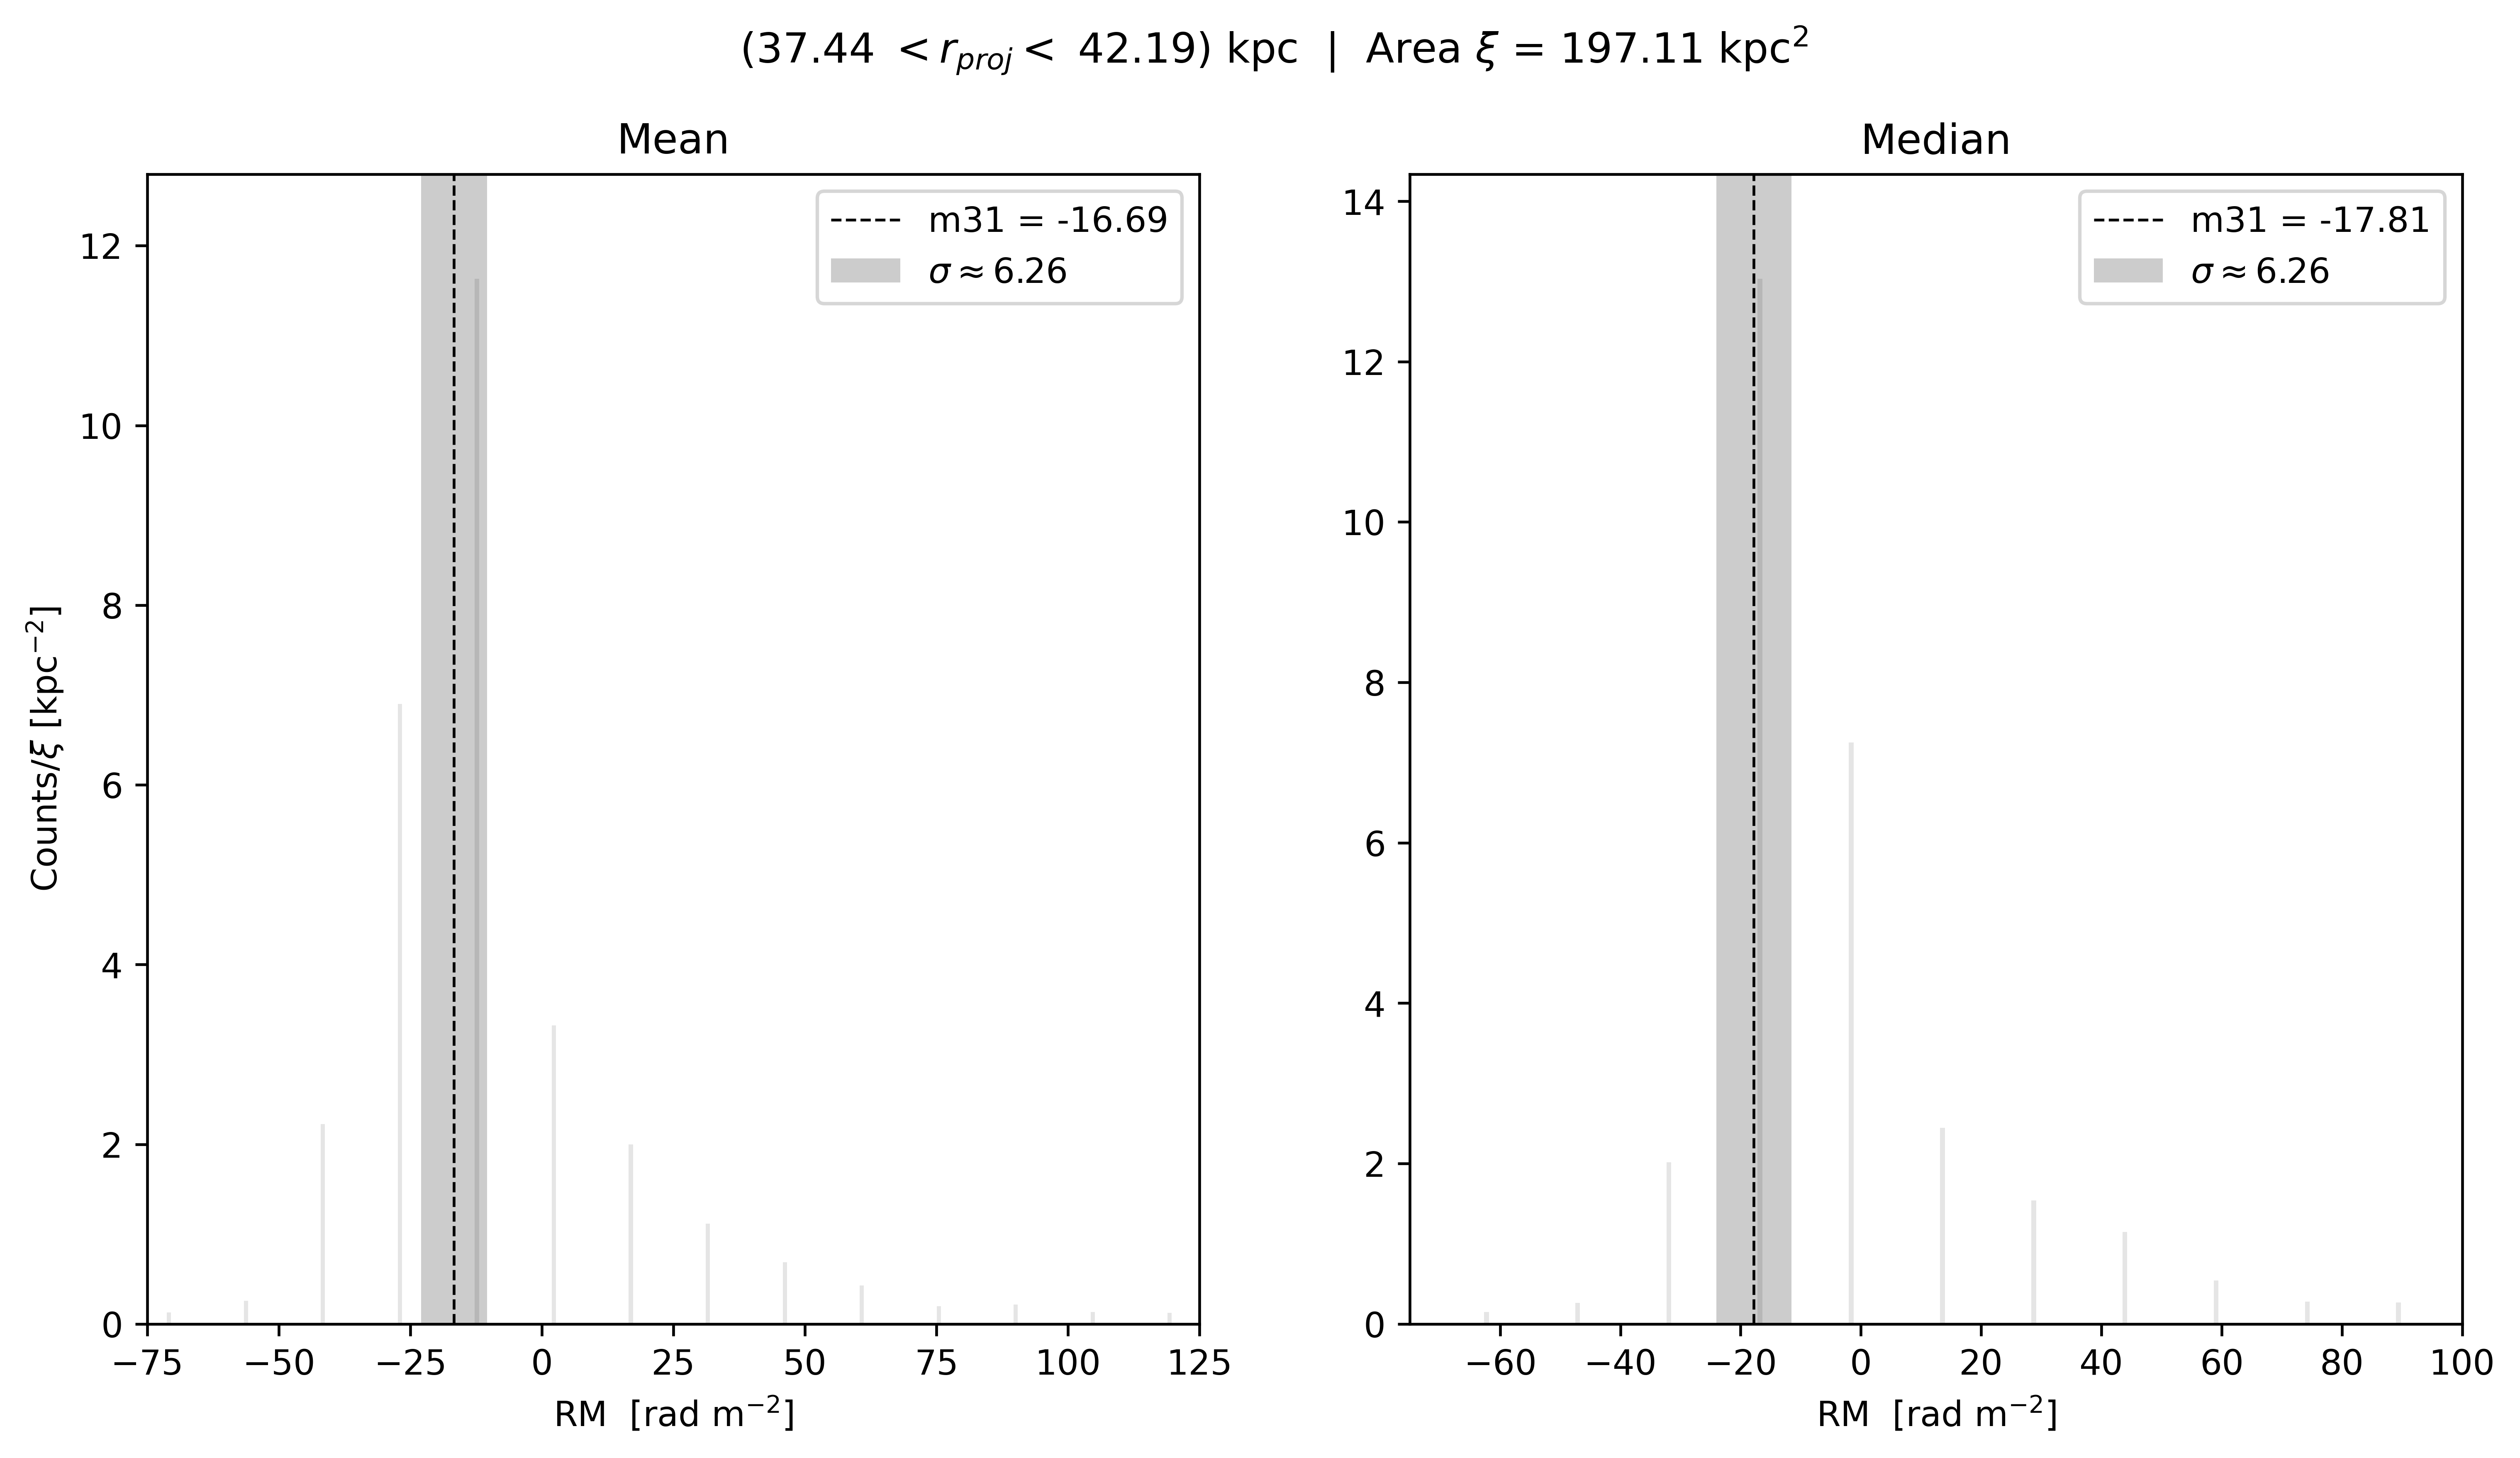 (37.44 < r_proj < 42.19) kpc | Area ξ = 197.11 kpc²
Mean
m31 = -16.69
σ ≈ 6.26
12
10
8
6
4
2
0
Counts/ξ [kpc⁻²]
−75 −50 −25 0 25 50 75 100 125
RM [rad m⁻²]
Median
m31 = -17.81
σ ≈ 6.26
14
12
10
8
6
4
2
0
−60 −40 −20 0 20 40 60 80 100
RM [rad m⁻²]